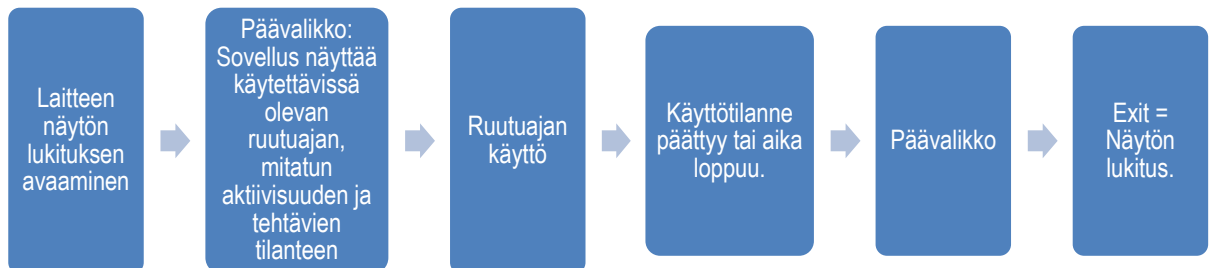 Laitteen
näytön
lukituksen
avaaminen
Päävalikko:
Sovellus näyttää
käytettävissä
olevan
ruutuajan,
mitatun
aktiivisuuden ja
tehtävien
tilanteen
Ruutuajan
käyttö
Käyttötilanne
päättyy tai aika
loppuu.
Päävalikko
Exit =
Näytön
lukitus.